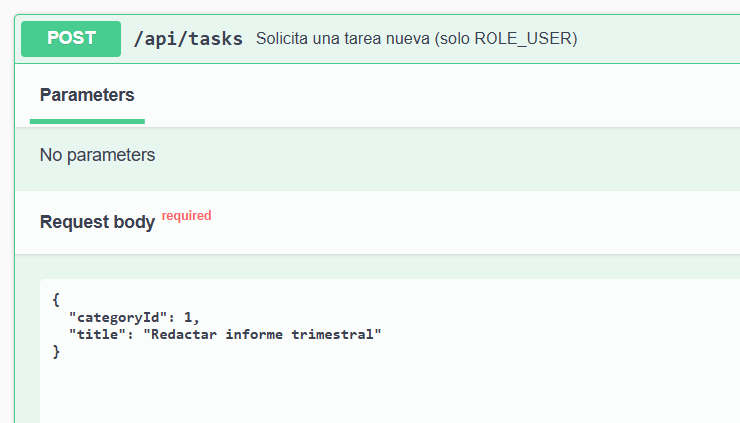 POST /api/tasks Solicita una tarea nueva (solo ROLE_USER)
Parameters
No parameters
Request body required
{
  "categoryId": 1,
  "title": "Redactar informe trimestral"
}